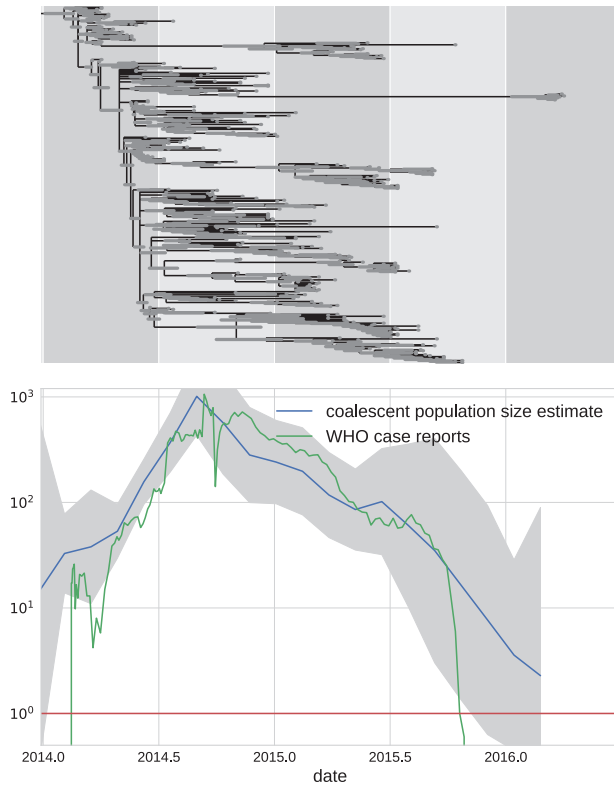 10³
coalescent population size estimate
WHO case reports
10²
10¹
10⁰
2014.0 2014.5 2015.0 2015.5 2016.0
date